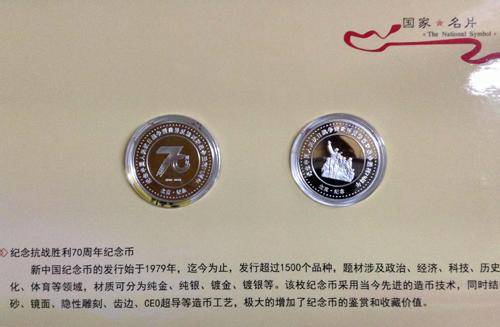 国家★名片
The National Symbol
70
纪念抗战胜利70周年纪念币
新中国纪念币的发行始于1979年，迄今为止，发行超过1500个品种，题材涉及政治、经济、科技、历史
化、体育等领域，材质可分为纯金、纯银、镀金、镀银等。该枚纪念币采用当今先进的造币技术，同时结
砂、镜面、隐性雕刻、齿边、CEO超导等造币工艺，极大的增加了纪念币的鉴赏和收藏价值。